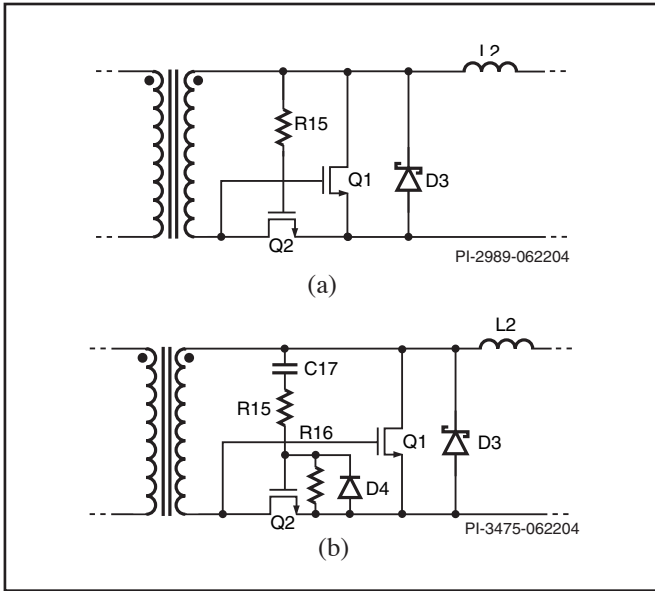 L2
R15
Q1
D3
Q2
PI-2989-062204
(a)
L2
C17
R15
R16
Q1
D3
D4
Q2
PI-3475-062204
(b)